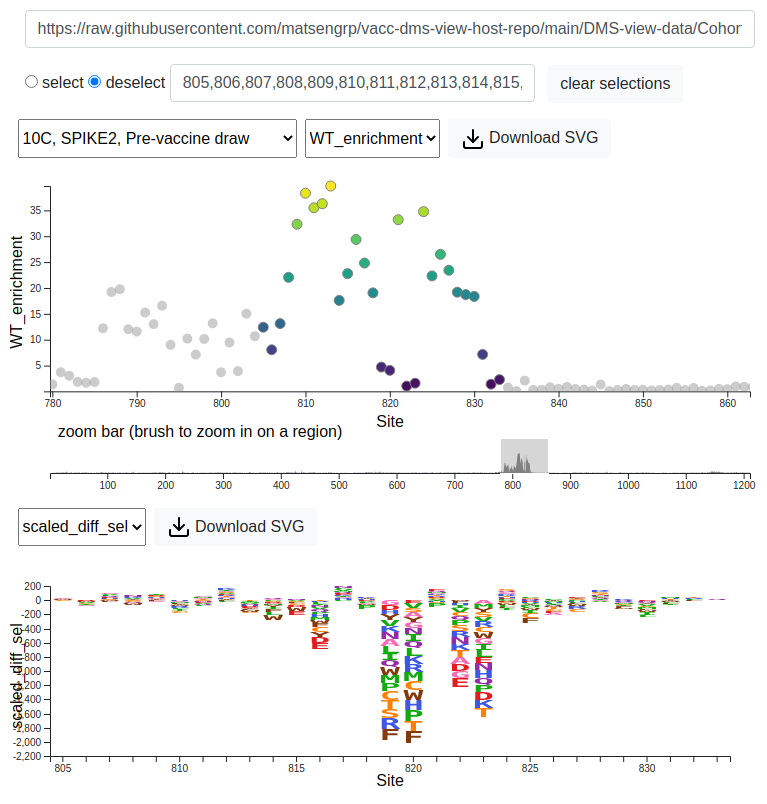 https://raw.githubusercontent.com/matsengrp/vacc-dms-view-host-repo/main/DMS-view-data/Cohor
select deselect 805,806,807,808,809,810,811,812,813,814,815, clear selections
10C, SPIKE2, Pre-vaccine draw WT_enrichment Download SVG
35
30
25
20
15
10
5
WT_enrichment
780 790 800 810 820 830 840 850 860
Site
zoom bar (brush to zoom in on a region)
100 200 300 400 500 600 700 800 900 1000 1100 1200
scaled_diff_sel Download SVG
200
0
-200
-400
-600
-800
-1,000
-1,200
-1,400
-1,600
-1,800
-2,000
-2,200
scaled_diff_sel
805 810 815 820 825 830
Site